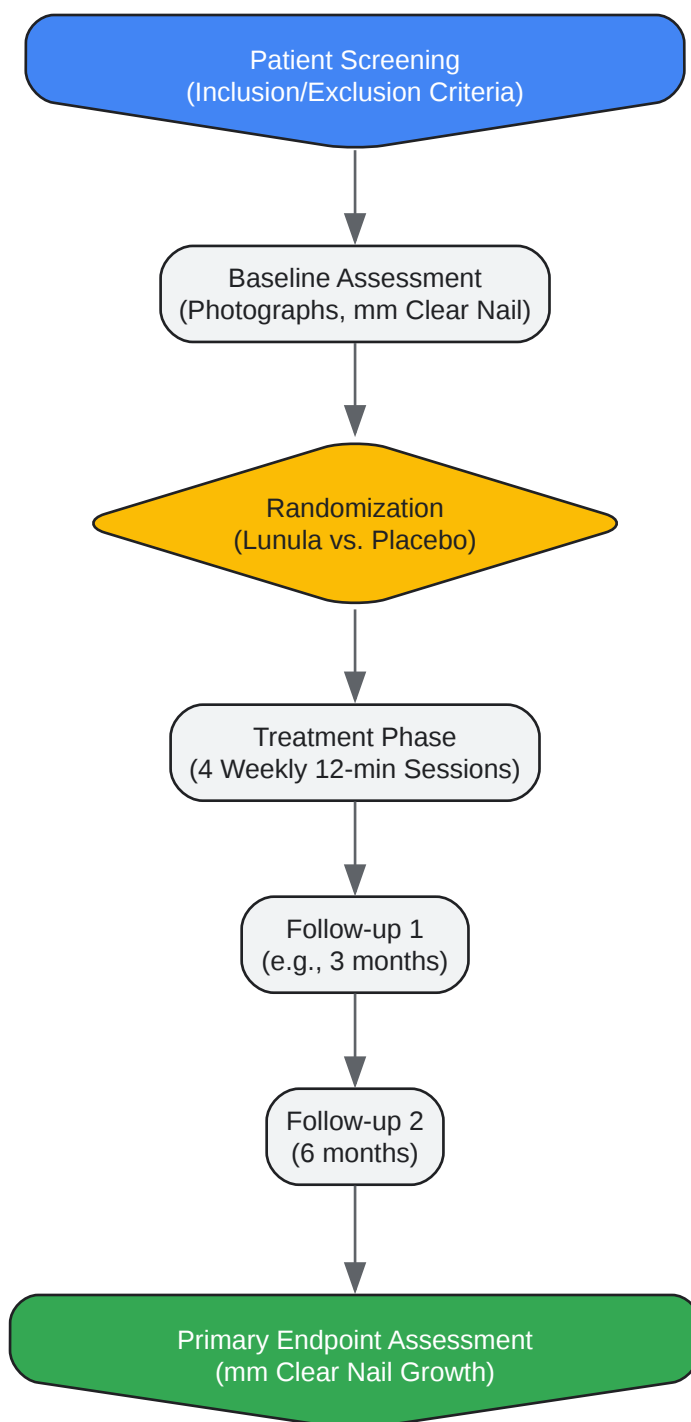 Patient Screening
(Inclusion/Exclusion Criteria)
Baseline Assessment
(Photographs, mm Clear Nail)
Randomization
(Lunula vs. Placebo)
Treatment Phase
(4 Weekly 12-min Sessions)
Follow-up 1
(e.g., 3 months)
Follow-up 2
(6 months)
Primary Endpoint Assessment
(mm Clear Nail Growth)